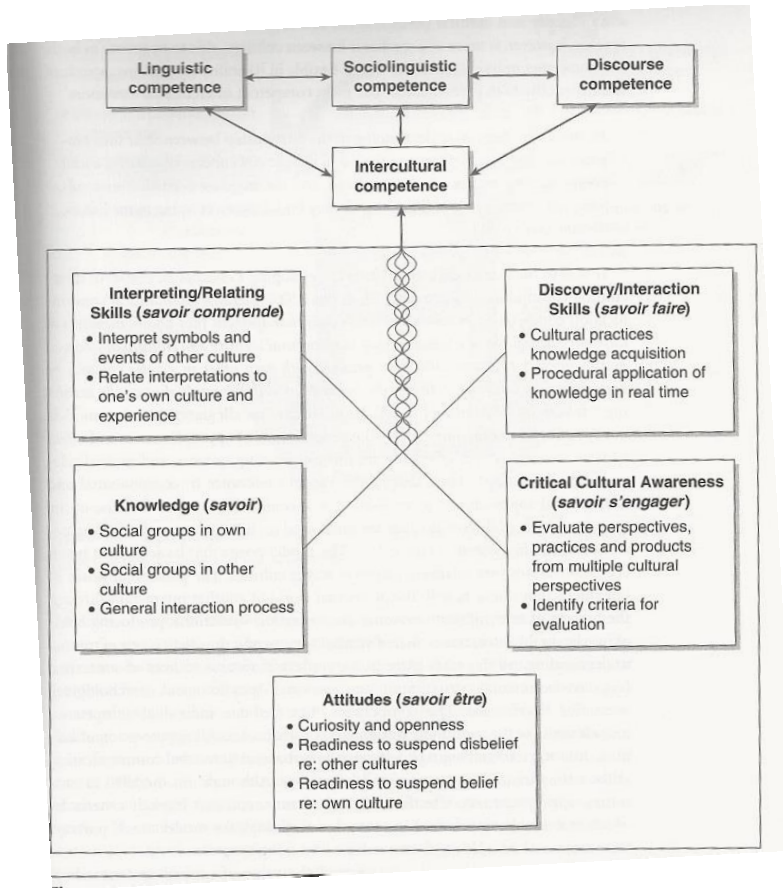 Linguistic
competence
Sociolinguistic
competence
Discourse
competence
Intercultural
competence
Interpreting/Relating
Skills (savoir comprende)
• Interpret symbols and
events of other culture
• Relate interpretations to
one's own culture and
experience
Discovery/Interaction
Skills (savoir faire)
• Cultural practices
knowledge acquisition
• Procedural application of
knowledge in real time
Knowledge (savoir)
• Social groups in own
culture
• Social groups in other
culture
• General interaction process
Critical Cultural Awareness
(savoir s'engager)
• Evaluate perspectives,
practices and products
from multiple cultural
perspectives
• Identify criteria for
evaluation
Attitudes (savoir être)
• Curiosity and openness
• Readiness to suspend disbelief
re: other cultures
• Readiness to suspend belief
re: own culture